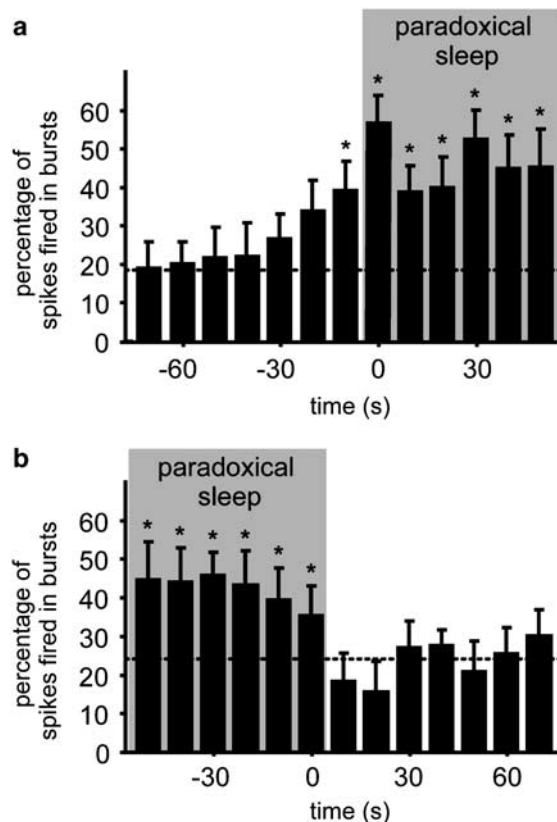 a
paradoxical
sleep
percentage of
spikes fired in bursts
60
50
40
30
20
10
0
* * * * * * *
-60 -30 0 30
time (s)
b
paradoxical
sleep
percentage of
spikes fired in bursts
60
50
40
30
20
10
0
* * * * * *
-30 0 30 60
time (s)